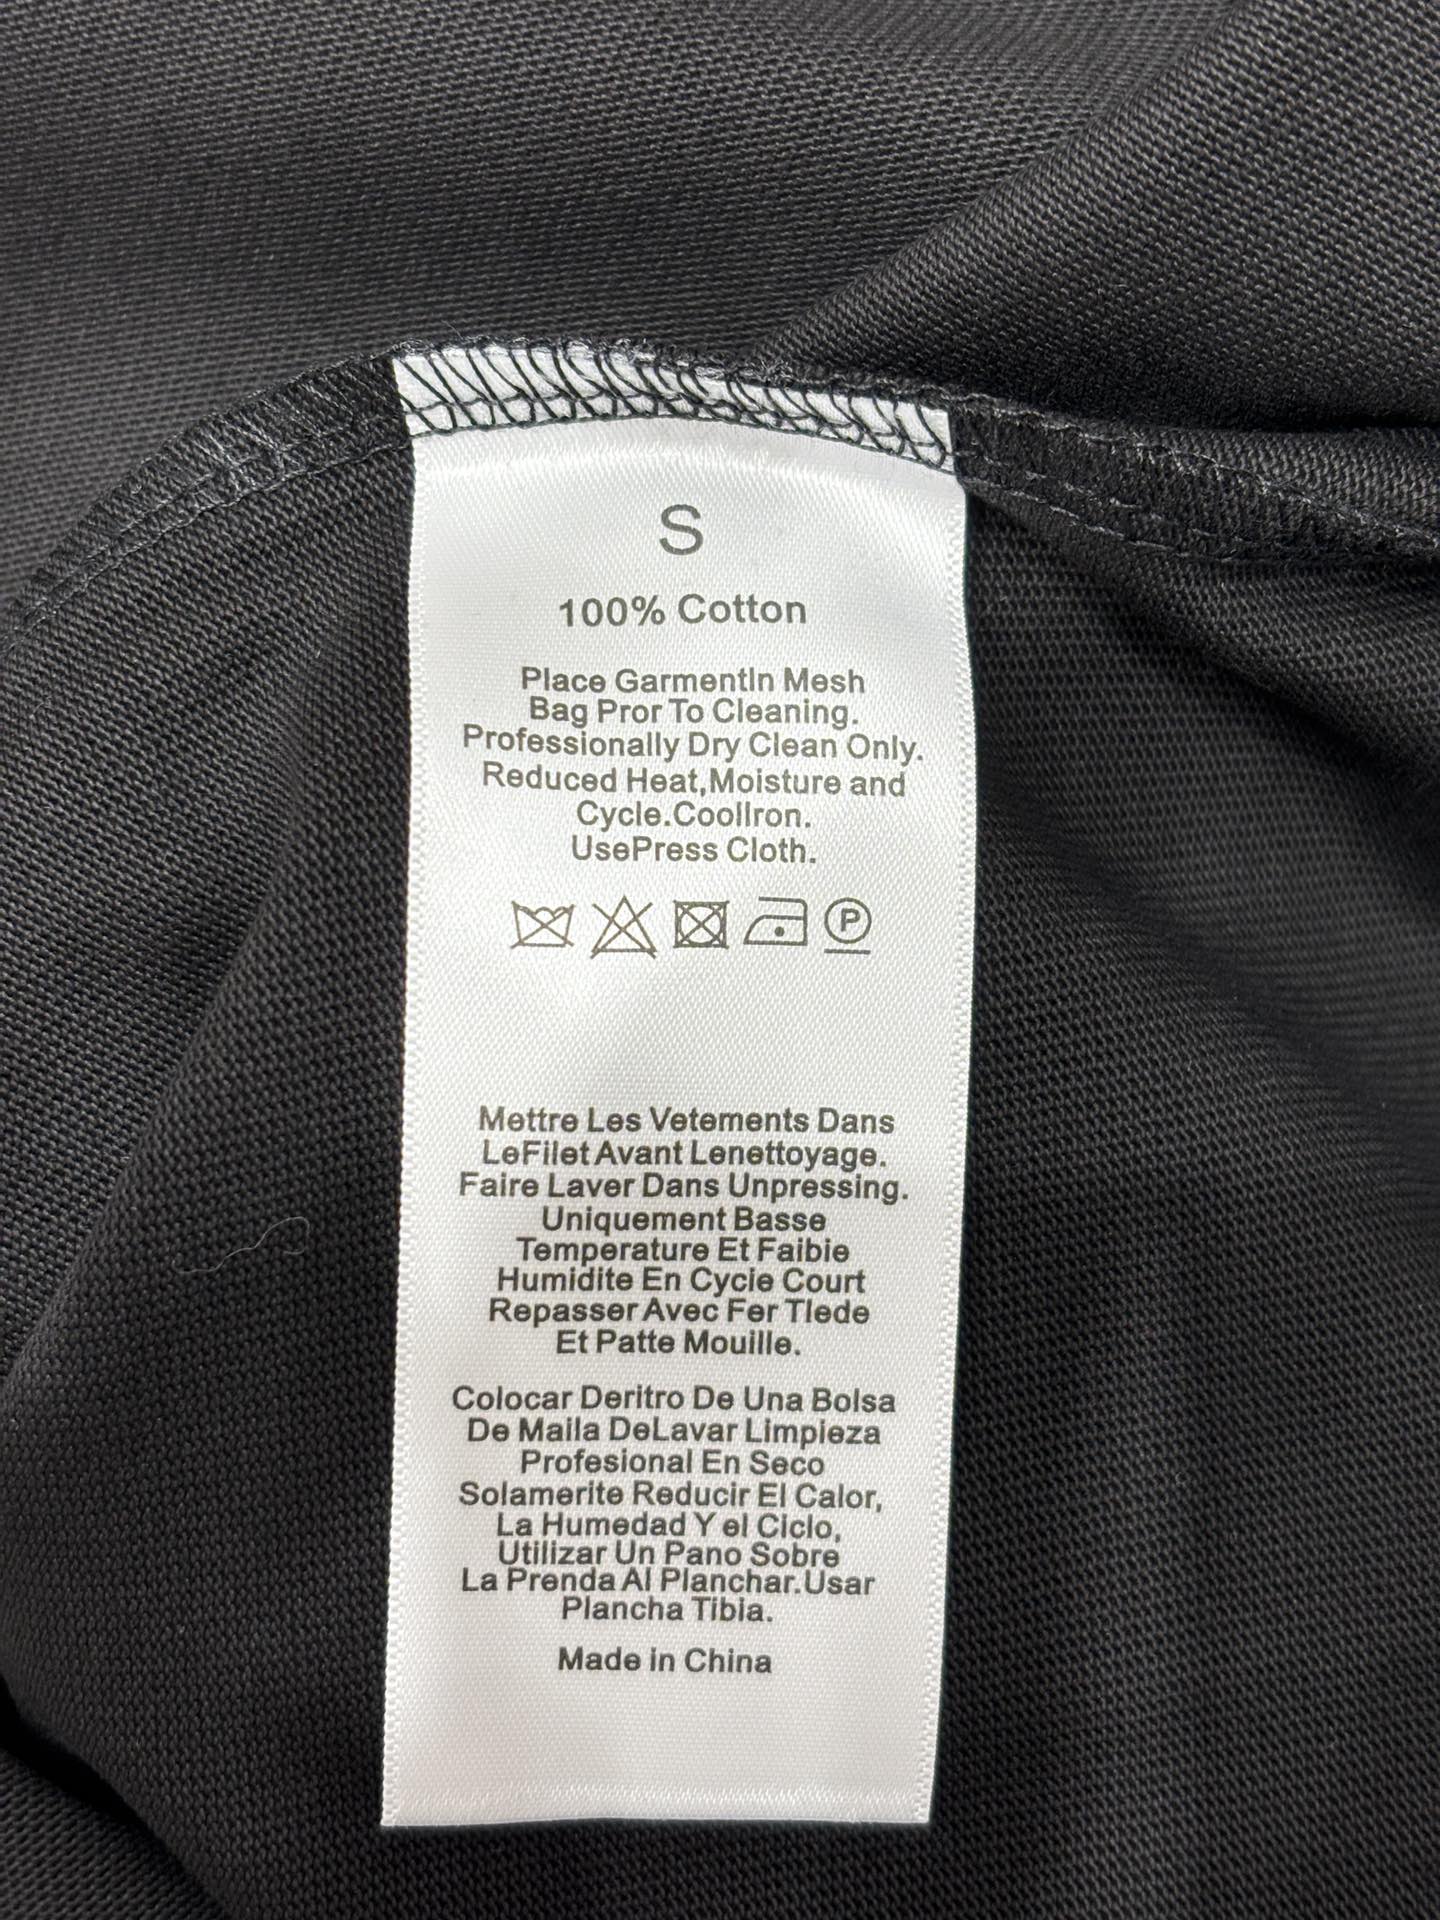 S
100% Cotton
Place GarmentIn Mesh
Bag Pror To Cleaning.
Professionally Dry Clean Only.
Reduced Heat,Moisture and
Cycle.CoolIron.
UsePress Cloth.
P
Mettre Les Vetements Dans
LeFilet Avant Lenettoyage.
Faire Laver Dans Unpressing.
Uniquement Basse
Temperature Et Faibie
Humidite En Cycie Court
Repasser Avec Fer Tlede
Et Patte Mouille.
Colocar Deritro De Una Bolsa
De Maila DeLavar Limpieza
Profesional En Seco
Solamerite Reducir El Calor,
La Humedad Y el Ciclo,
Utilizar Un Pano Sobre
La Prenda Al Planchar.Usar
Plancha Tibia.
Made in China